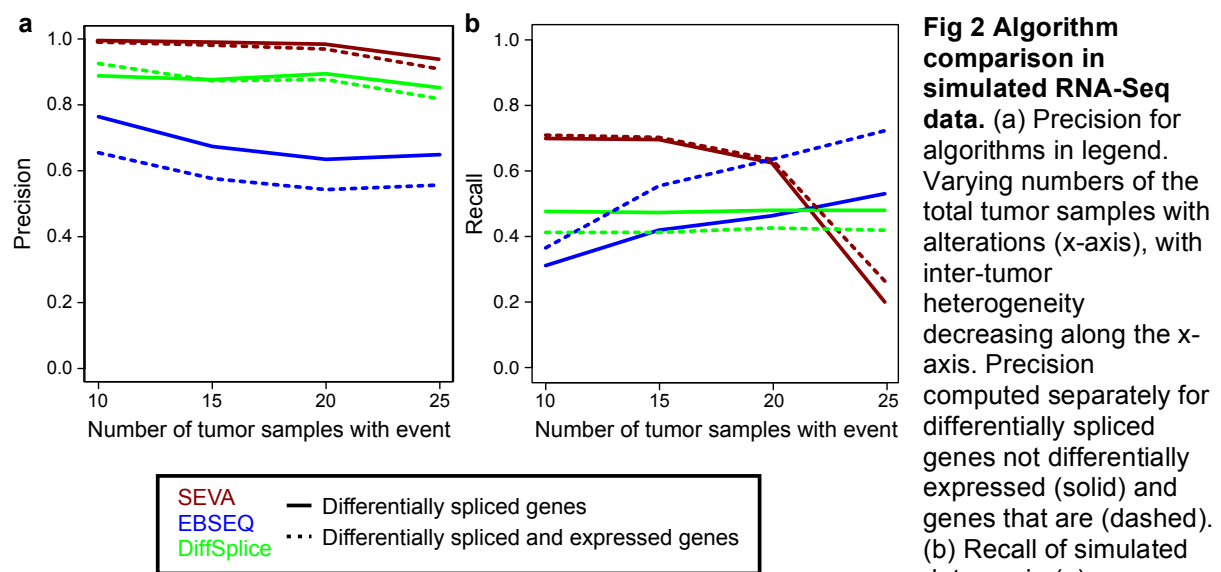 a
1.0
0.8
0.6
0.4
0.2
0.0
Precision
10 15 20 25
Number of tumor samples with event
b
1.0
0.8
0.6
0.4
0.2
0.0
Recall
10 15 20 25
Number of tumor samples with event
SEVA
EBSEQ
DiffSplice
Differentially spliced genes
Differentially spliced and expressed genes
Fig 2 Algorithm
comparison in
simulated RNA-Seq
data. (a) Precision for
algorithms in legend.
Varying numbers of the
total tumor samples with
alterations (x-axis), with
inter-tumor
heterogeneity
decreasing along the x-
axis. Precision
computed separately for
differentially spliced
genes not differentially
expressed (solid) and
genes that are (dashed).
(b) Recall of simulated